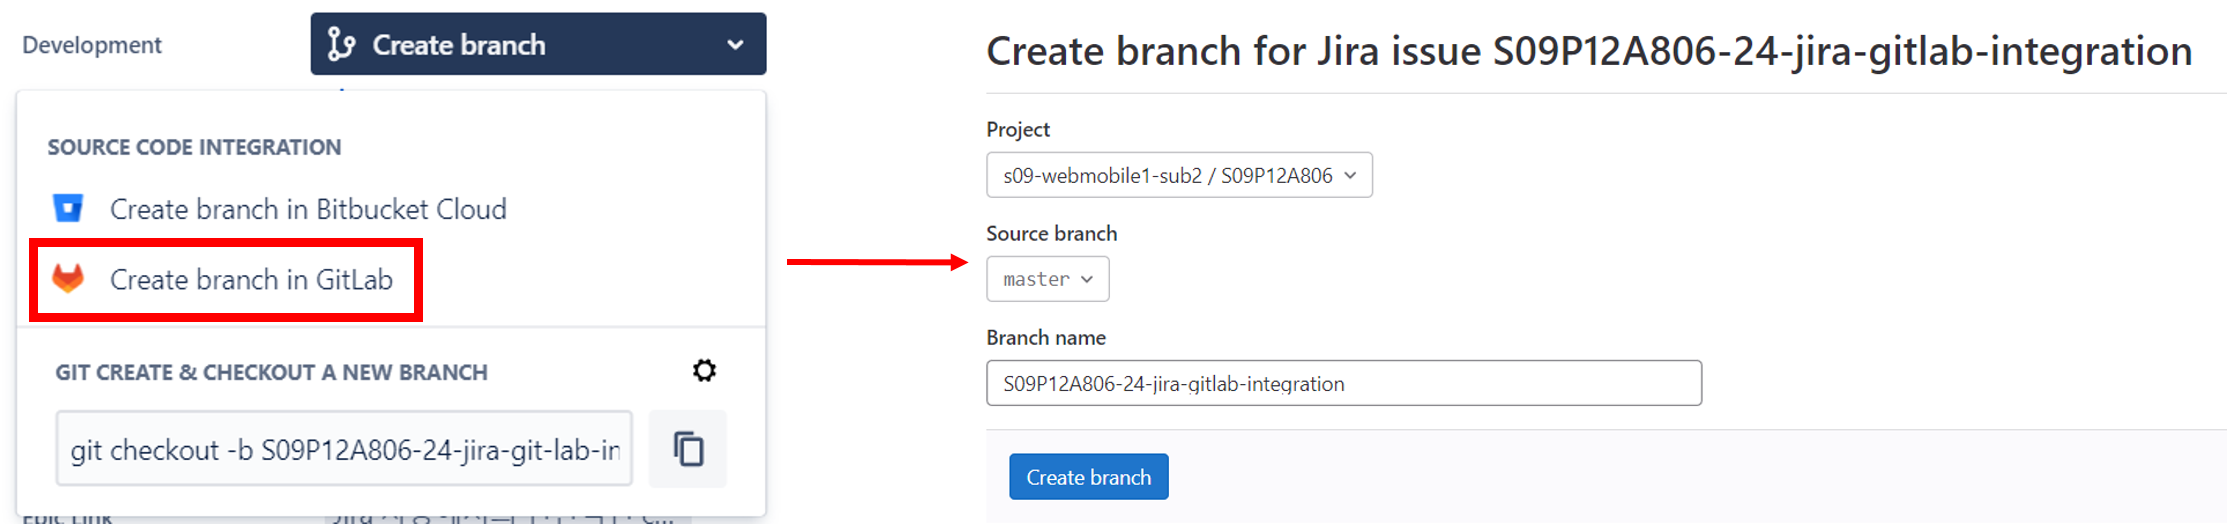 Development
Create branch
SOURCE CODE INTEGRATION
Create branch in Bitbucket Cloud
Create branch in GitLab
GIT CREATE & CHECKOUT A NEW BRANCH
git checkout -b S09P12A806-24-jira-git-lab-in
Epic Link
Create branch for Jira issue S09P12A806-24-jira-gitlab-integration
Project
s09-webmobile1-sub2 / S09P12A806
Source branch
master
Branch name
S09P12A806-24-jira-gitlab-integration
Create branch